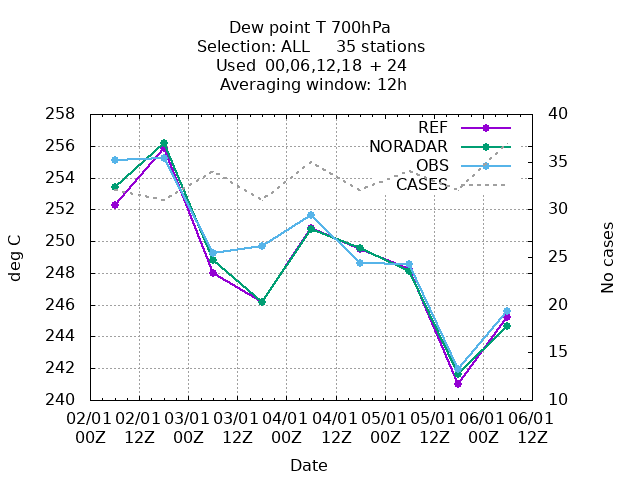 Dew point T 700hPa
Selection: ALL 35 stations
Used 00,06,12,18 + 24
Averaging window: 12h
258
256
254
252
250
248
246
244
242
240
deg C
40
35
30
25
20
15
10
No cases
REF
NORADAR
OBS
CASES
02/01 02/01 03/01 03/01 04/01 04/01 05/01 05/01 06/01 06/01
00Z 12Z 00Z 12Z 00Z 12Z 00Z 12Z 00Z 12Z
Date